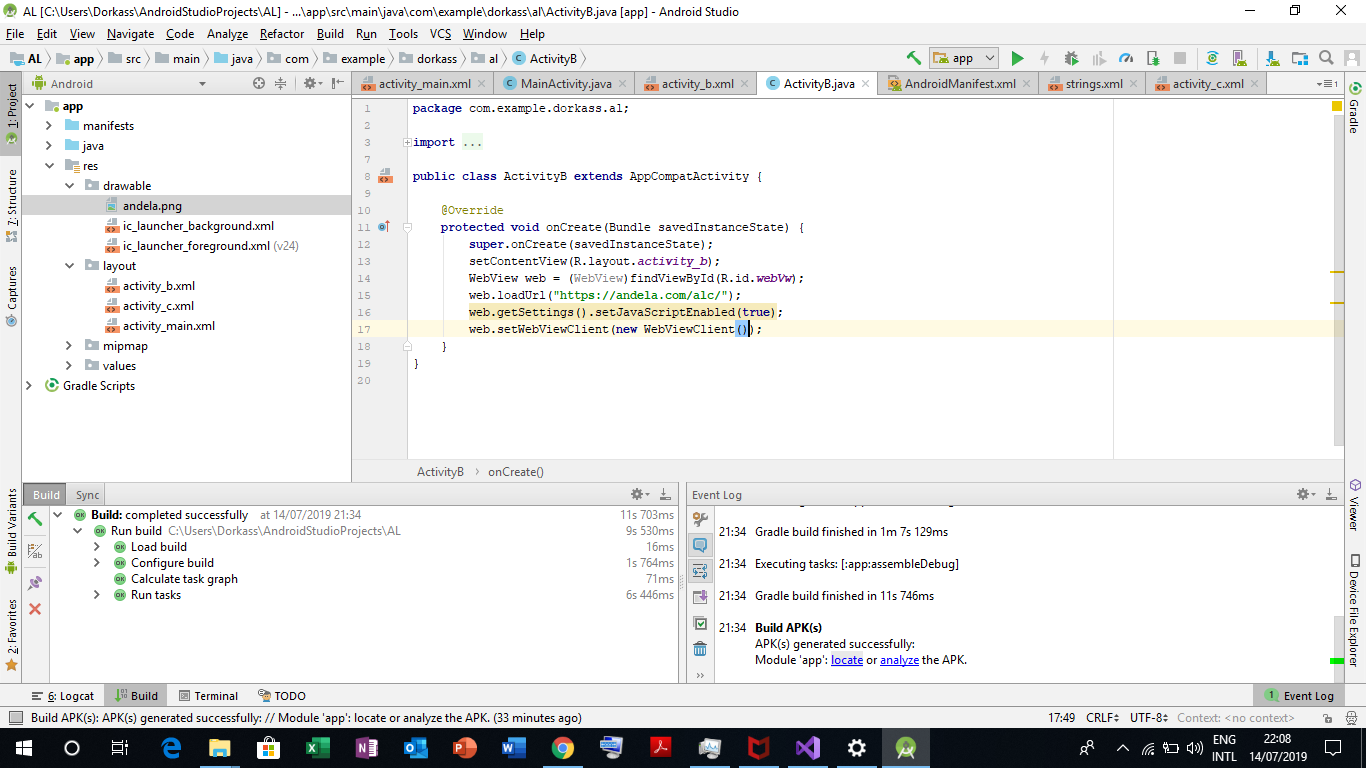 AL [C:\Users\Dorkass\AndroidStudioProjects\AL] - ...\app\src\main\java\com\example\dorkass\al\ActivityB.java [app] - Android Studio
File Edit View Navigate Code Analyze Refactor Build Run Tools VCS Window Help
AL app src main java com example dorkass al ActivityB app
Android activity_main.xml MainActivity.java activity_b.xml ActivityB.java AndroidManifest.xml strings.xml activity_c.xml
1: Project
7: Structure
Captures
Build Variants
2: Favorites
app
manifests
java
res
drawable
andela.png
ic_launcher_background.xml
ic_launcher_foreground.xml (v24)
layout
activity_b.xml
activity_c.xml
activity_main.xml
mipmap
values
Gradle Scripts
1 package com.example.dorkass.al;
2
3 import ...
7
8 public class ActivityB extends AppCompatActivity {
9
10 @Override
11 protected void onCreate(Bundle savedInstanceState) {
12 super.onCreate(savedInstanceState);
13 setContentView(R.layout.activity_b);
14 WebView web = (WebView)findViewById(R.id.webVw);
15 web.loadUrl("https://andela.com/alc/");
16 web.getSettings().setJavaScriptEnabled(true);
17 web.setWebViewClient(new WebViewClient());
18 }
19 }
20
ActivityB onCreate()
Gradle
Viewer
Device File Explorer
Build Sync
Build: completed successfully at 14/07/2019 21:34 11s 703ms
Run build C:\Users\Dorkass\AndroidStudioProjects\AL 9s 530ms
Load build 16ms
Configure build 1s 764ms
Calculate task graph 71ms
Run tasks 6s 446ms
Event Log
21:34 Gradle build finished in 1m 7s 129ms
21:34 Executing tasks: [:app:assembleDebug]
21:34 Gradle build finished in 11s 746ms
21:34 Build APK(s)
APK(s) generated successfully:
Module 'app': locate or analyze the APK.
6: Logcat Build Terminal TODO 1 Event Log
Build APK(s): APK(s) generated successfully: // Module 'app': locate or analyze the APK. (33 minutes ago) 17:49 CRLF UTF-8 Context: <no context>
ENG 22:08
INTL 14/07/2019